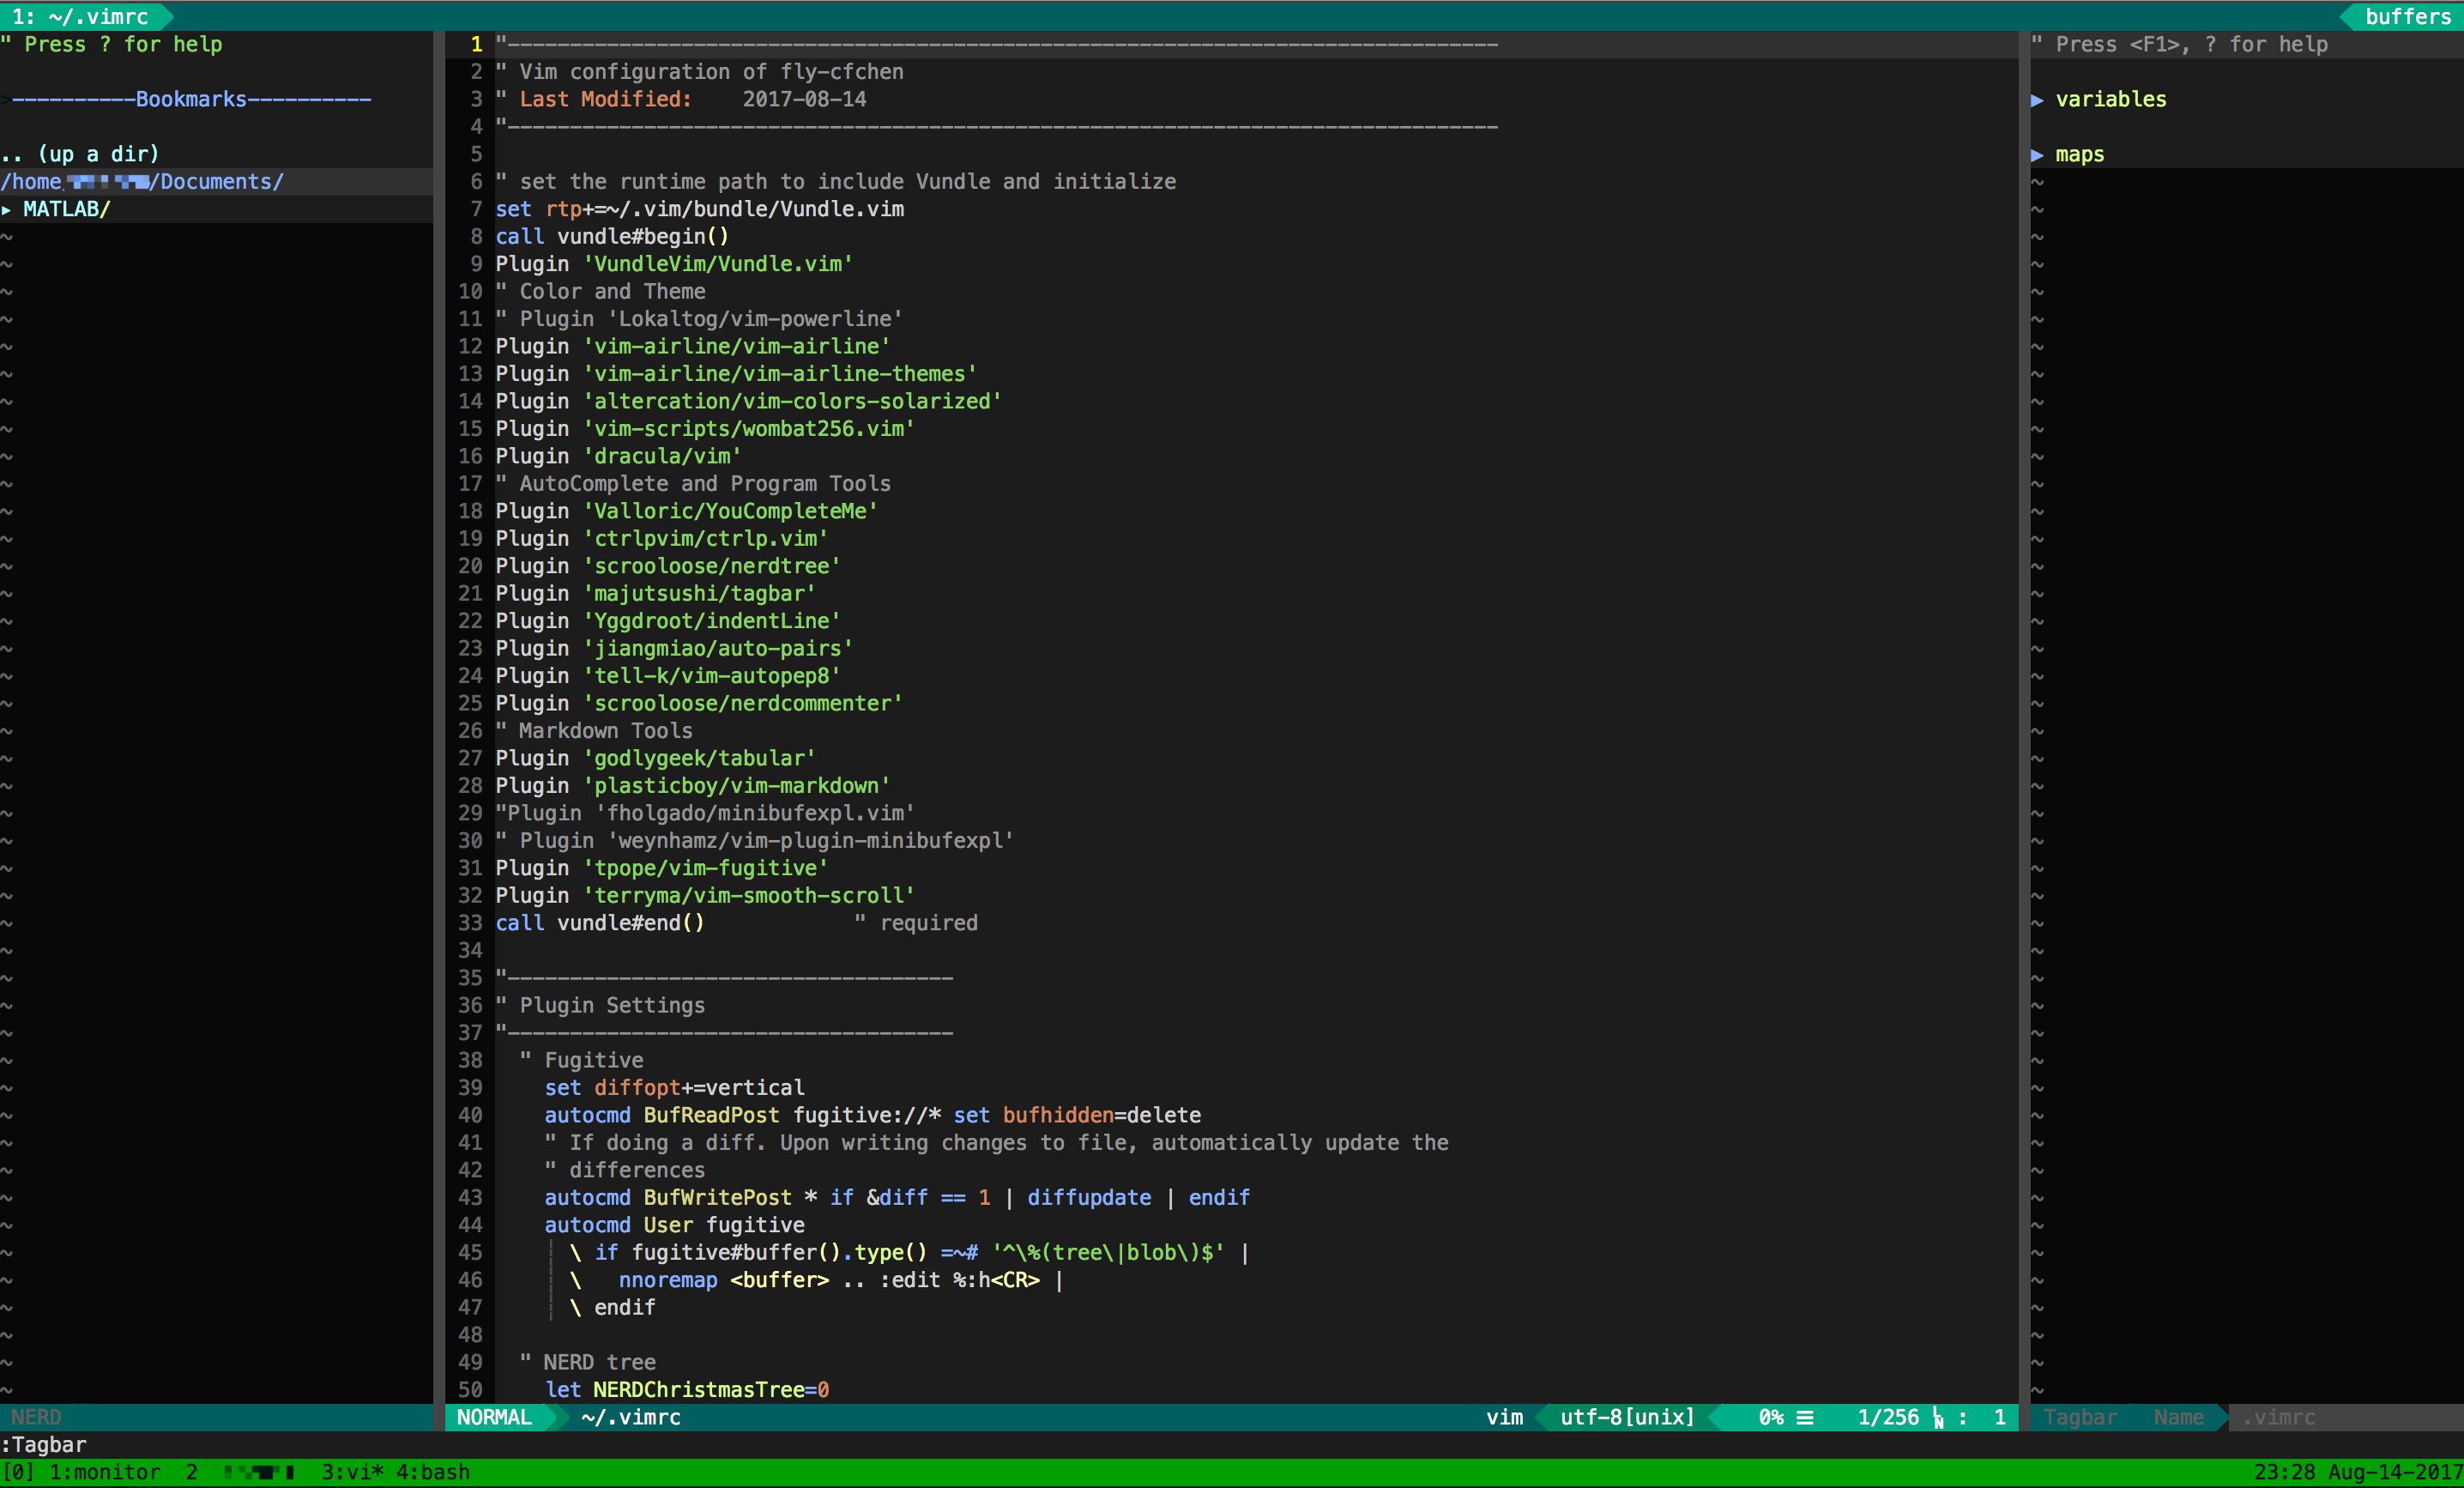 1: ~/.vimrc
buffers
" Press ? for help
>----------Bookmarks----------
.. (up a dir)
/home /Documents/
▸ MATLAB/
1 "--------------------------------------------------------------------------------
2 " Vim configuration of fly-cfchen
3 " Last Modified:    2017-08-14
4 "--------------------------------------------------------------------------------
5
6 " set the runtime path to include Vundle and initialize
7 set rtp+=~/.vim/bundle/Vundle.vim
8 call vundle#begin()
9 Plugin 'VundleVim/Vundle.vim'
10 " Color and Theme
11 " Plugin 'Lokaltog/vim-powerline'
12 Plugin 'vim-airline/vim-airline'
13 Plugin 'vim-airline/vim-airline-themes'
14 Plugin 'altercation/vim-colors-solarized'
15 Plugin 'vim-scripts/wombat256.vim'
16 Plugin 'dracula/vim'
17 " AutoComplete and Program Tools
18 Plugin 'Valloric/YouCompleteMe'
19 Plugin 'ctrlpvim/ctrlp.vim'
20 Plugin 'scrooloose/nerdtree'
21 Plugin 'majutsushi/tagbar'
22 Plugin 'Yggdroot/indentLine'
23 Plugin 'jiangmiao/auto-pairs'
24 Plugin 'tell-k/vim-autopep8'
25 Plugin 'scrooloose/nerdcommenter'
26 " Markdown Tools
27 Plugin 'godlygeek/tabular'
28 Plugin 'plasticboy/vim-markdown'
29 "Plugin 'fholgado/minibufexpl.vim'
30 " Plugin 'weynhamz/vim-plugin-minibufexpl'
31 Plugin 'tpope/vim-fugitive'
32 Plugin 'terryma/vim-smooth-scroll'
33 call vundle#end()            " required
34
35 "------------------------------------
36 " Plugin Settings
37 "------------------------------------
38   " Fugitive
39     set diffopt+=vertical
40     autocmd BufReadPost fugitive://* set bufhidden=delete
41     " If doing a diff. Upon writing changes to file, automatically update the
42     " differences
43     autocmd BufWritePost * if &diff == 1 | diffupdate | endif
44     autocmd User fugitive
45     ¦ \ if fugitive#buffer().type() =~# '^\%(tree\|blob\)$' |
46     ¦ \   nnoremap <buffer> .. :edit %:h<CR> |
47     ¦ \ endif
48
49   " NERD tree
50     let NERDChristmasTree=0
" Press <F1>, ? for help
▶ variables
▶ maps
NERD
NORMAL ~/.vimrc vim utf-8[unix] 0% ☰ 1/256 ␤ : 1
Tagbar Name .vimrc
:Tagbar
[0] 1:monitor 2 3:vi* 4:bash 23:28 Aug-14-2017